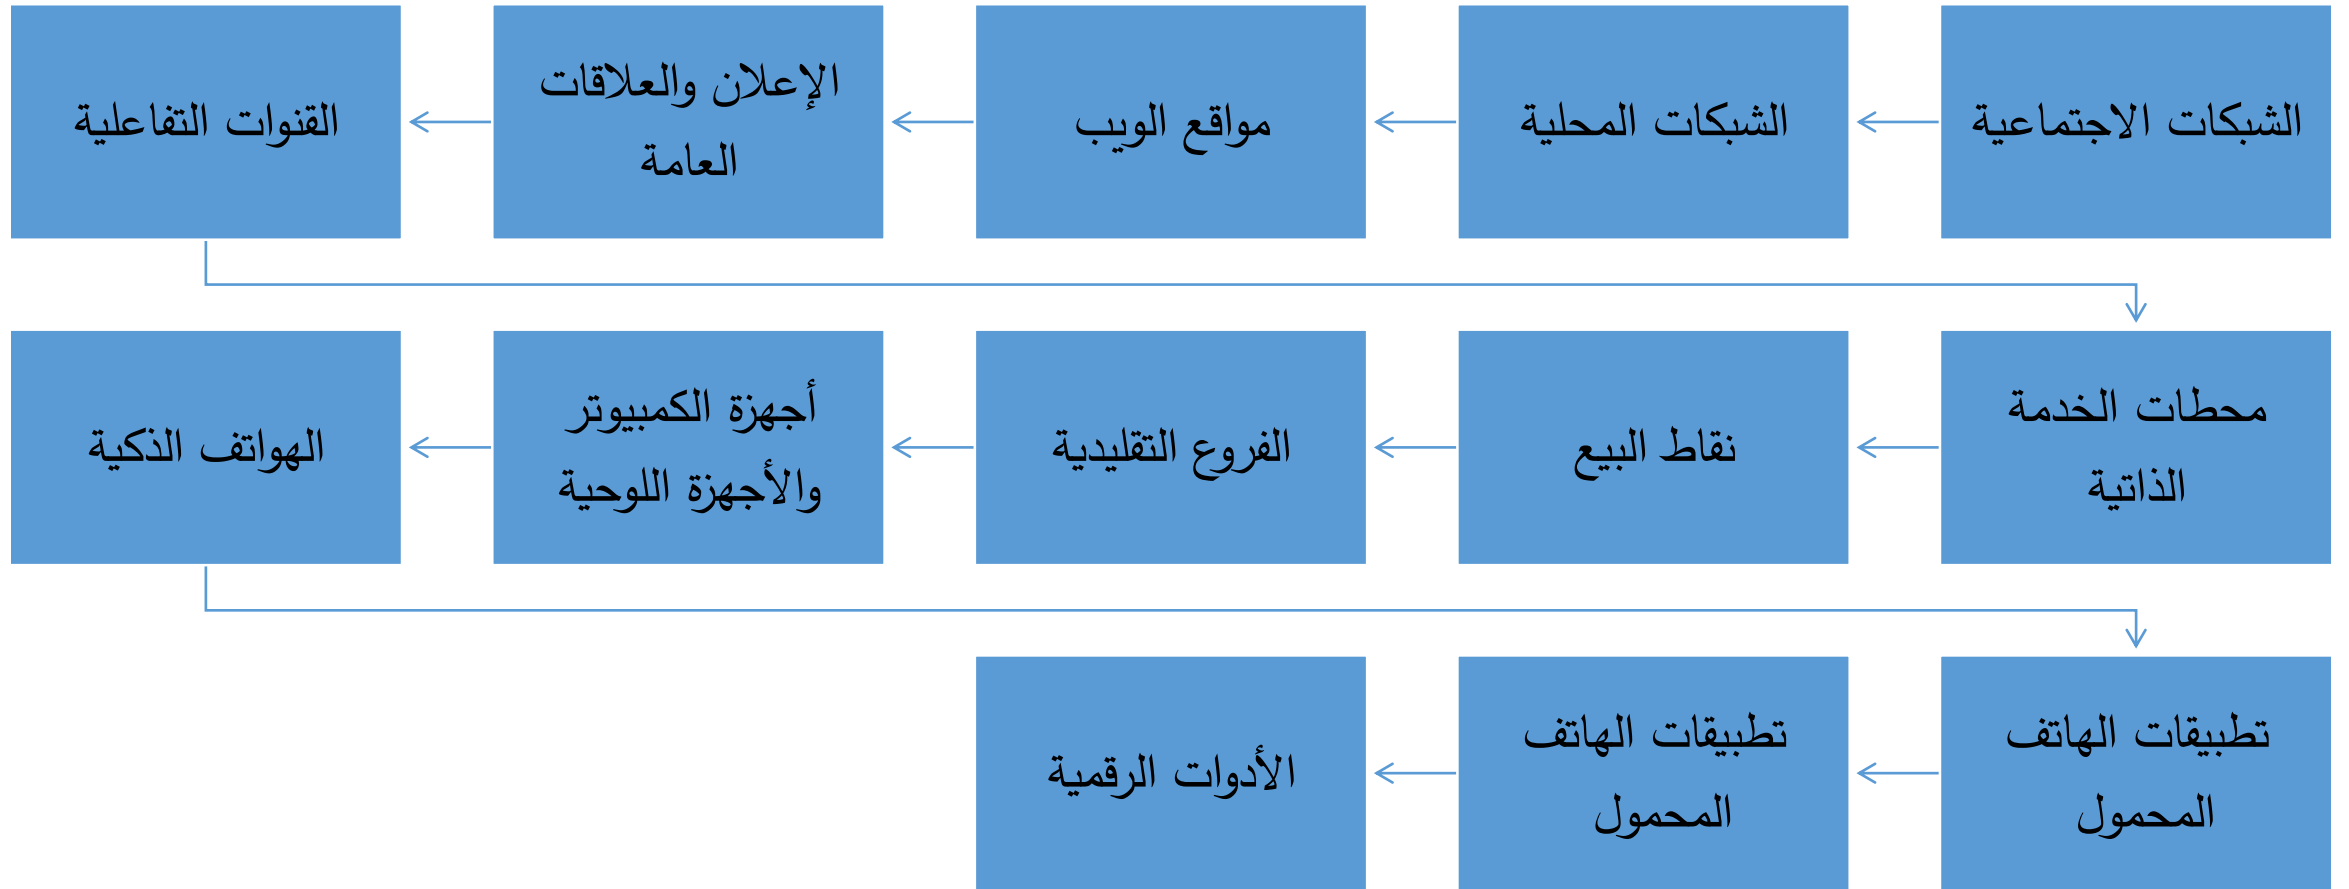 الشبكات الاجتماعية
الشبكات المحلية
مواقع الويب
الإعلان والعلاقات
العامة
القنوات التفاعلية
محطات الخدمة
الذاتية
نقاط البيع
الفروع التقليدية
أجهزة الكمبيوتر
والأجهزة اللوحية
الهواتف الذكية
تطبيقات الهاتف
المحمول
تطبيقات الهاتف
المحمول
الأدوات الرقمية